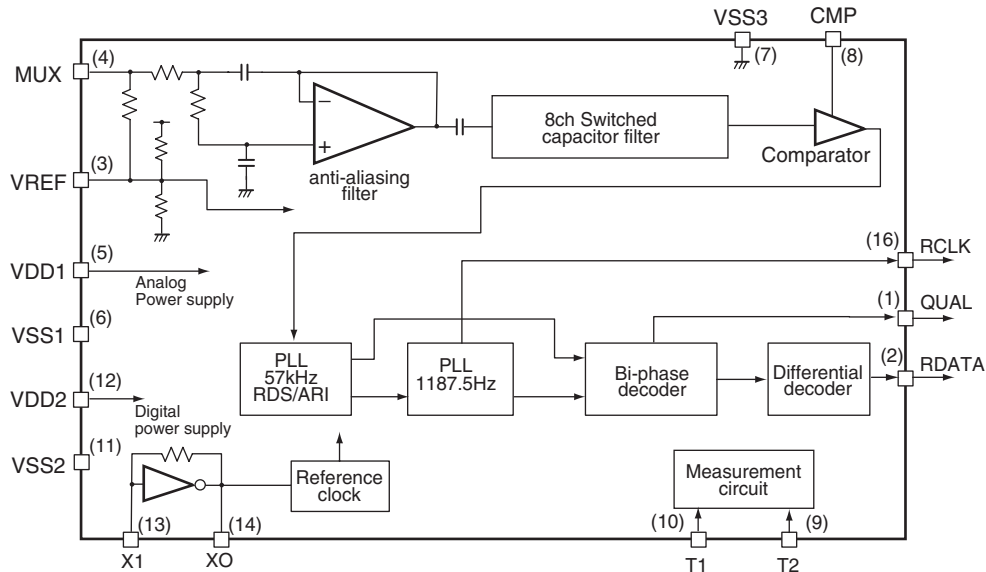 VSS3
CMP
(4)
(7)
(8)
MUX
8ch Switched
capacitor filter
Comparator
anti-aliasing
filter
(3)
VREF
(16)
RCLK
(5)
VDD1
Analog
Power supply
(1)
QUAL
(6)
VSS1
PLL
57kHz
RDS/ARI
PLL
1187.5Hz
Bi-phase
decoder
Differential
decoder
(2)
RDATA
(12)
VDD2
Digital
power supply
(11)
VSS2
Reference
clock
Measurement
circuit
(13)
(14)
(10)
(9)
X1
XO
T1
T2